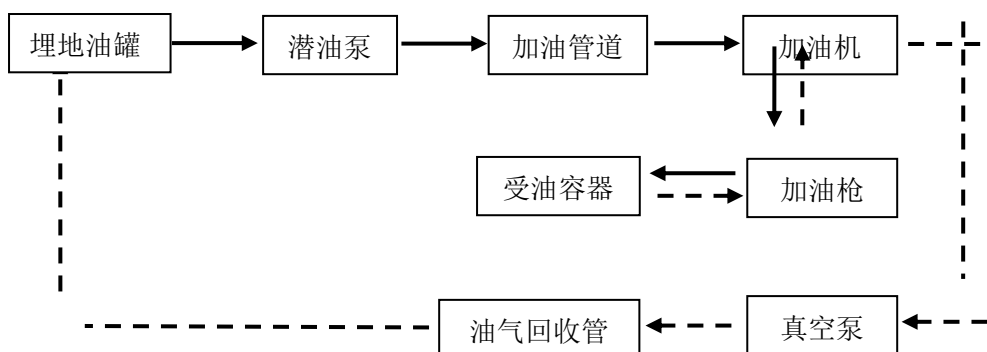 埋地油罐
潜油泵
加油管道
加油机
受油容器
加油枪
油气回收管
真空泵